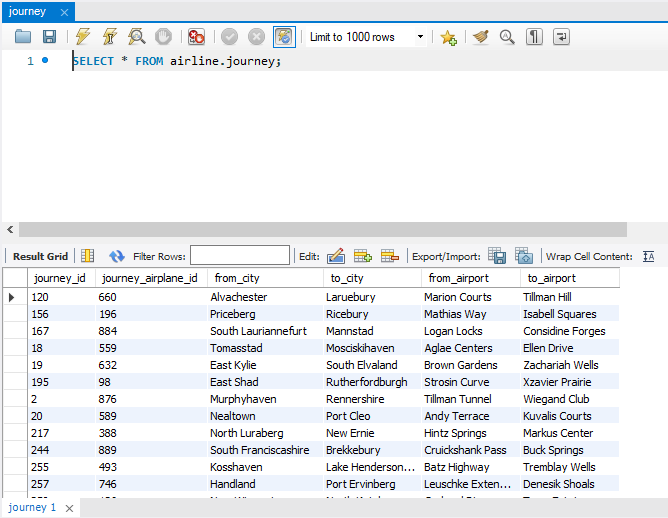 journey
Limit to 1000 rows
1 SELECT * FROM airline.journey;
Result Grid Filter Rows: Edit: Export/Import: Wrap Cell Content:
journey_id journey_airplane_id from_city to_city from_airport to_airport
120 660 Alvachester Laruebury Marion Courts Tillman Hill
156 196 Priceberg Ricebury Mathias Way Isabell Squares
167 884 South Lauriannefurt Mannstad Logan Locks Considine Forges
18 559 Tomasstad Mosciskihaven Aglae Centers Ellen Drive
19 632 East Kylie South Elvaland Brown Gardens Zachariah Wells
195 98 East Shad Rutherfordburgh Strosin Curve Xzavier Prairie
2 876 Murphyhaven Rennershire Tillman Tunnel Wiegand Club
20 589 Nealtown Port Cleo Andy Terrace Kuvalis Courts
217 388 North Luraberg New Ernie Hintz Springs Markus Center
244 889 South Franciscashire Brekkebury Cruickshank Pass Buck Springs
255 493 Kosshaven Lake Henderson... Batz Highway Tremblay Wells
257 746 Handland Port Ervinberg Leuschke Exten... Denesik Shoals
journey 1